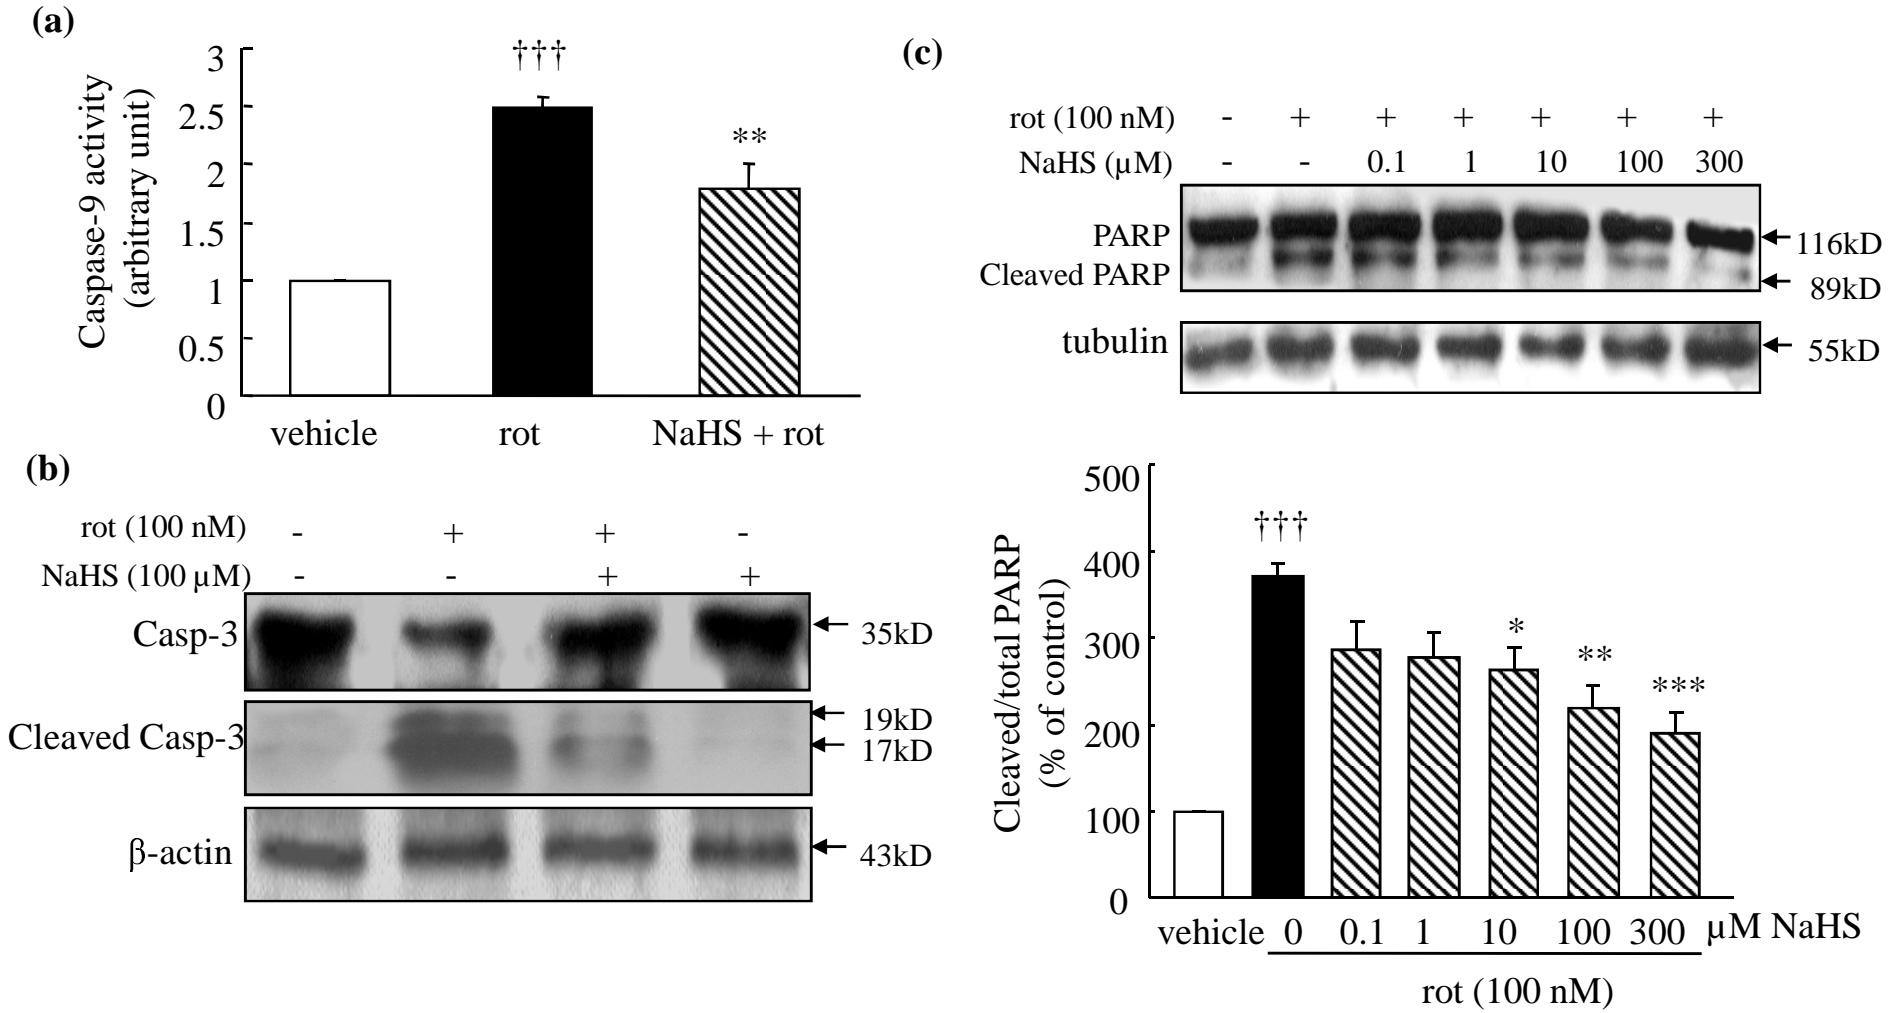 (a)
Caspase-9 activity
(arbitrary unit)
3
2.5
2
1.5
1
0.5
0
†††
**
vehicle rot NaHS + rot
(b)
rot (100 nM) - + + -
NaHS (100 µM) - - + +
Casp-3 35kD
Cleaved Casp-3 19kD
17kD
β-actin 43kD
(c)
rot (100 nM) - + + + + + +
NaHS (µM) - - 0.1 1 10 100 300
PARP 116kD
Cleaved PARP 89kD
tubulin 55kD
Cleaved/total PARP
(% of control)
500
400
300
200
100
0
†††
*
**
***
vehicle 0 0.1 1 10 100 300 µM NaHS
rot (100 nM)